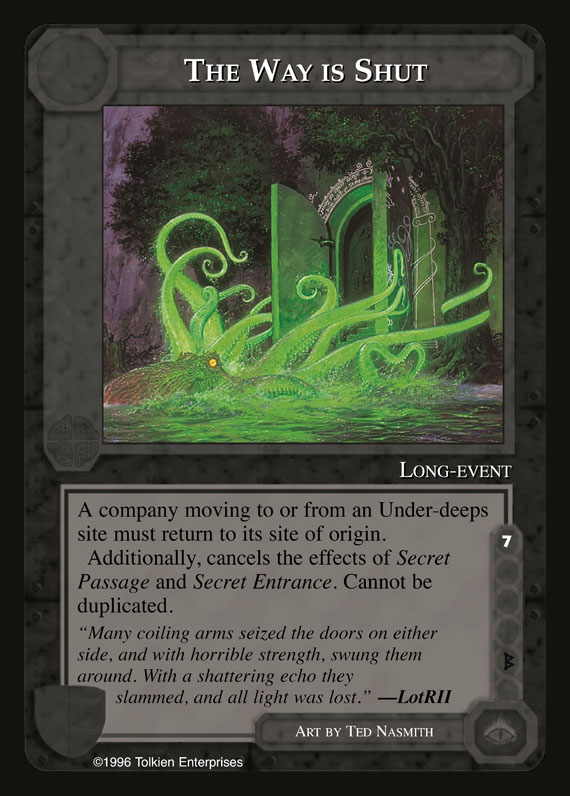 The Way is Shut
Long-event
A company moving to or from an Under-deeps
site must return to its site of origin.
Additionally, cancels the effects of Secret
Passage and Secret Entrance. Cannot be
duplicated.
7
“Many coiling arms seized the doors on either
side, and with horrible strength, swung them
around. With a shattering echo they
slammed, and all light was lost.” —LotRII
Art by Ted Nasmith
©1996 Tolkien Enterprises